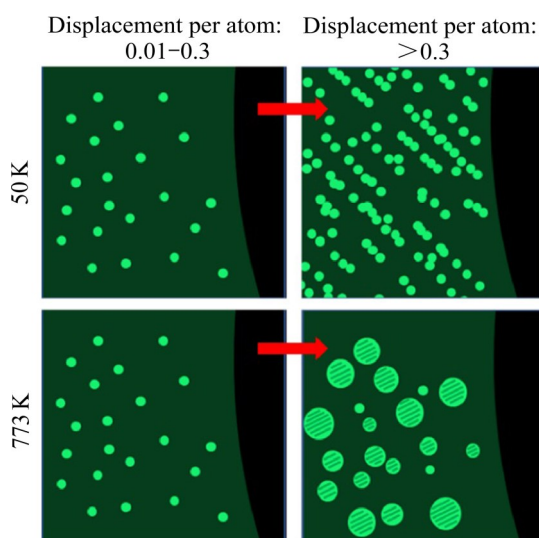 Displacement per atom:
0.01−0.3
Displacement per atom:
＞0.3
50 K
773 K